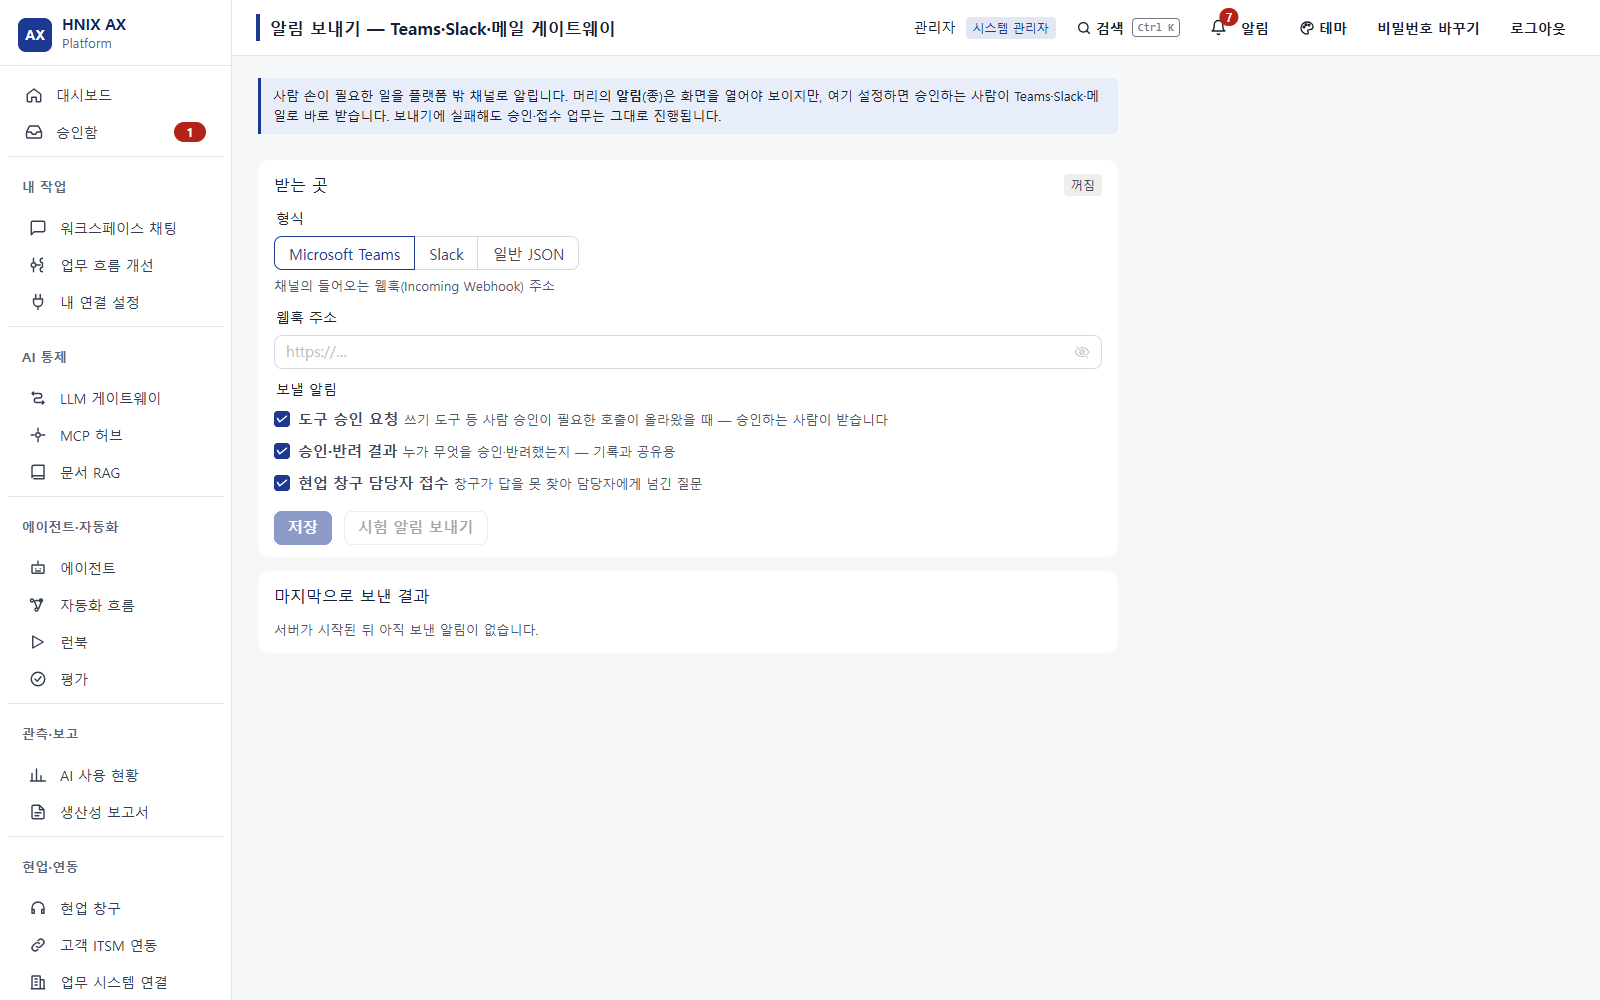 AX
HNIX AX
Platform
대시보드
승인함
1
내 작업
워크스페이스 채팅
업무 흐름 개선
내 연결 설정
AI 통제
LLM 게이트웨이
MCP 허브
문서 RAG
에이전트·자동화
에이전트
자동화 흐름
런북
평가
관측·보고
AI 사용 현황
생산성 보고서
현업·연동
현업 창구
고객 ITSM 연동
업무 시스템 연결
알림 보내기 — Teams·Slack·메일 게이트웨이
관리자
시스템 관리자
검색
Ctrl K
7
알림
테마
비밀번호 바꾸기
로그아웃
사람 손이 필요한 일을 플랫폼 밖 채널로 알립니다. 머리의 알림(종)은 화면을 열어야 보이지만, 여기 설정하면 승인하는 사람이 Teams·Slack·메
일로 바로 받습니다. 보내기에 실패해도 승인·접수 업무는 그대로 진행됩니다.
받는 곳
꺼짐
형식
Microsoft Teams
Slack
일반 JSON
채널의 들어오는 웹훅(Incoming Webhook) 주소
웹훅 주소
https://...
보낼 알림
도구 승인 요청 쓰기 도구 등 사람 승인이 필요한 호출이 올라왔을 때 — 승인하는 사람이 받습니다
승인·반려 결과 누가 무엇을 승인·반려했는지 — 기록과 공유용
현업 창구 담당자 접수 창구가 답을 못 찾아 담당자에게 넘긴 질문
저장
시험 알림 보내기
마지막으로 보낸 결과
서버가 시작된 뒤 아직 보낸 알림이 없습니다.